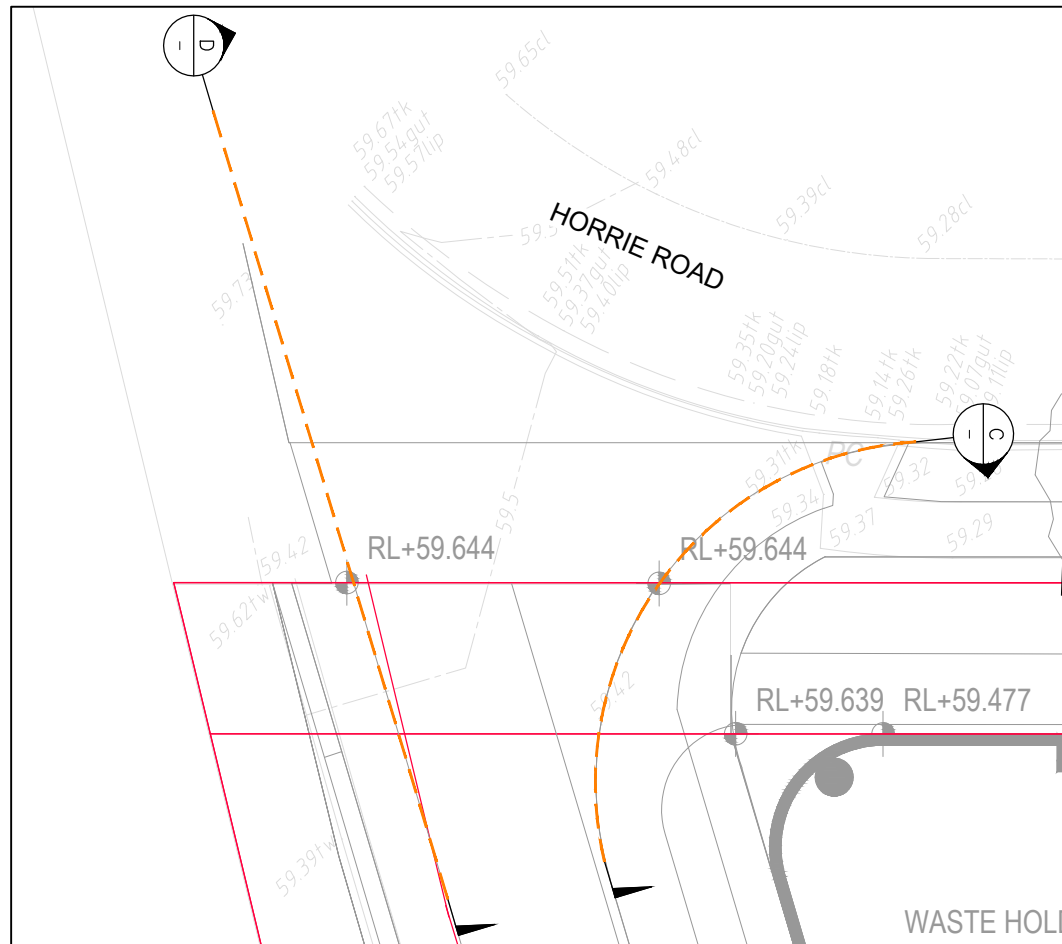 D
–
59.65cl
59.67tk
59.54gut
59.57lip
59.48cl
59.39cl
59.28cl
HORRIE ROAD
59.73
59.51tk
59.37gut
59.40lip
59.35tk
59.20gut
59.24lip
59.18tk
59.14tk
59.26tk
59.22tk
59.07gut
59.11lip
C
–
PC
59.31tk
59.32
59.34
59.37
59.29
59.5
59.42
RL+59.644
RL+59.644
59.62tw
59.42
RL+59.639
RL+59.477
59.39tw
WASTE HOL